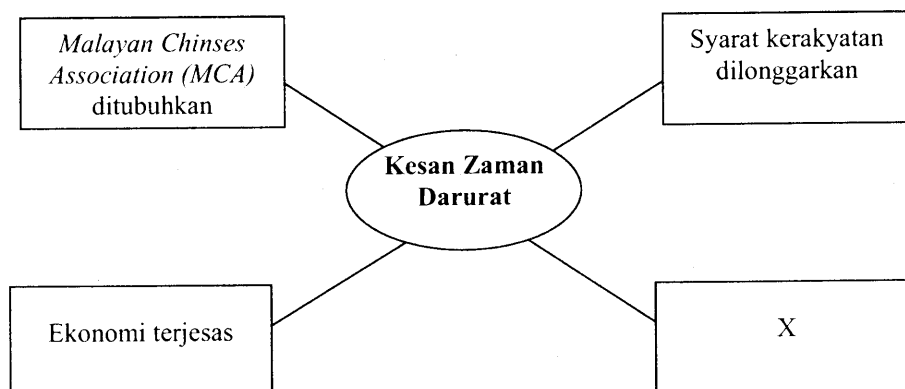 Malayan Chinses
Association (MCA)
ditubuhkan
Syarat kerakyatan
dilonggarkan
Kesan Zaman
Darurat
Ekonomi terjesas
X